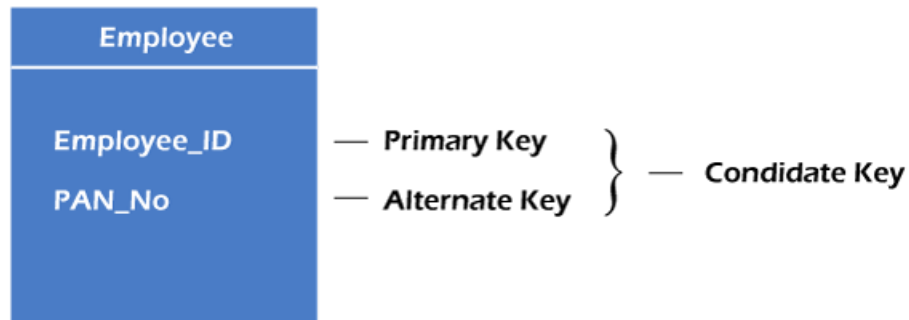 Employee
Employee_ID — Primary Key
PAN_No — Alternate Key
— Condidate Key